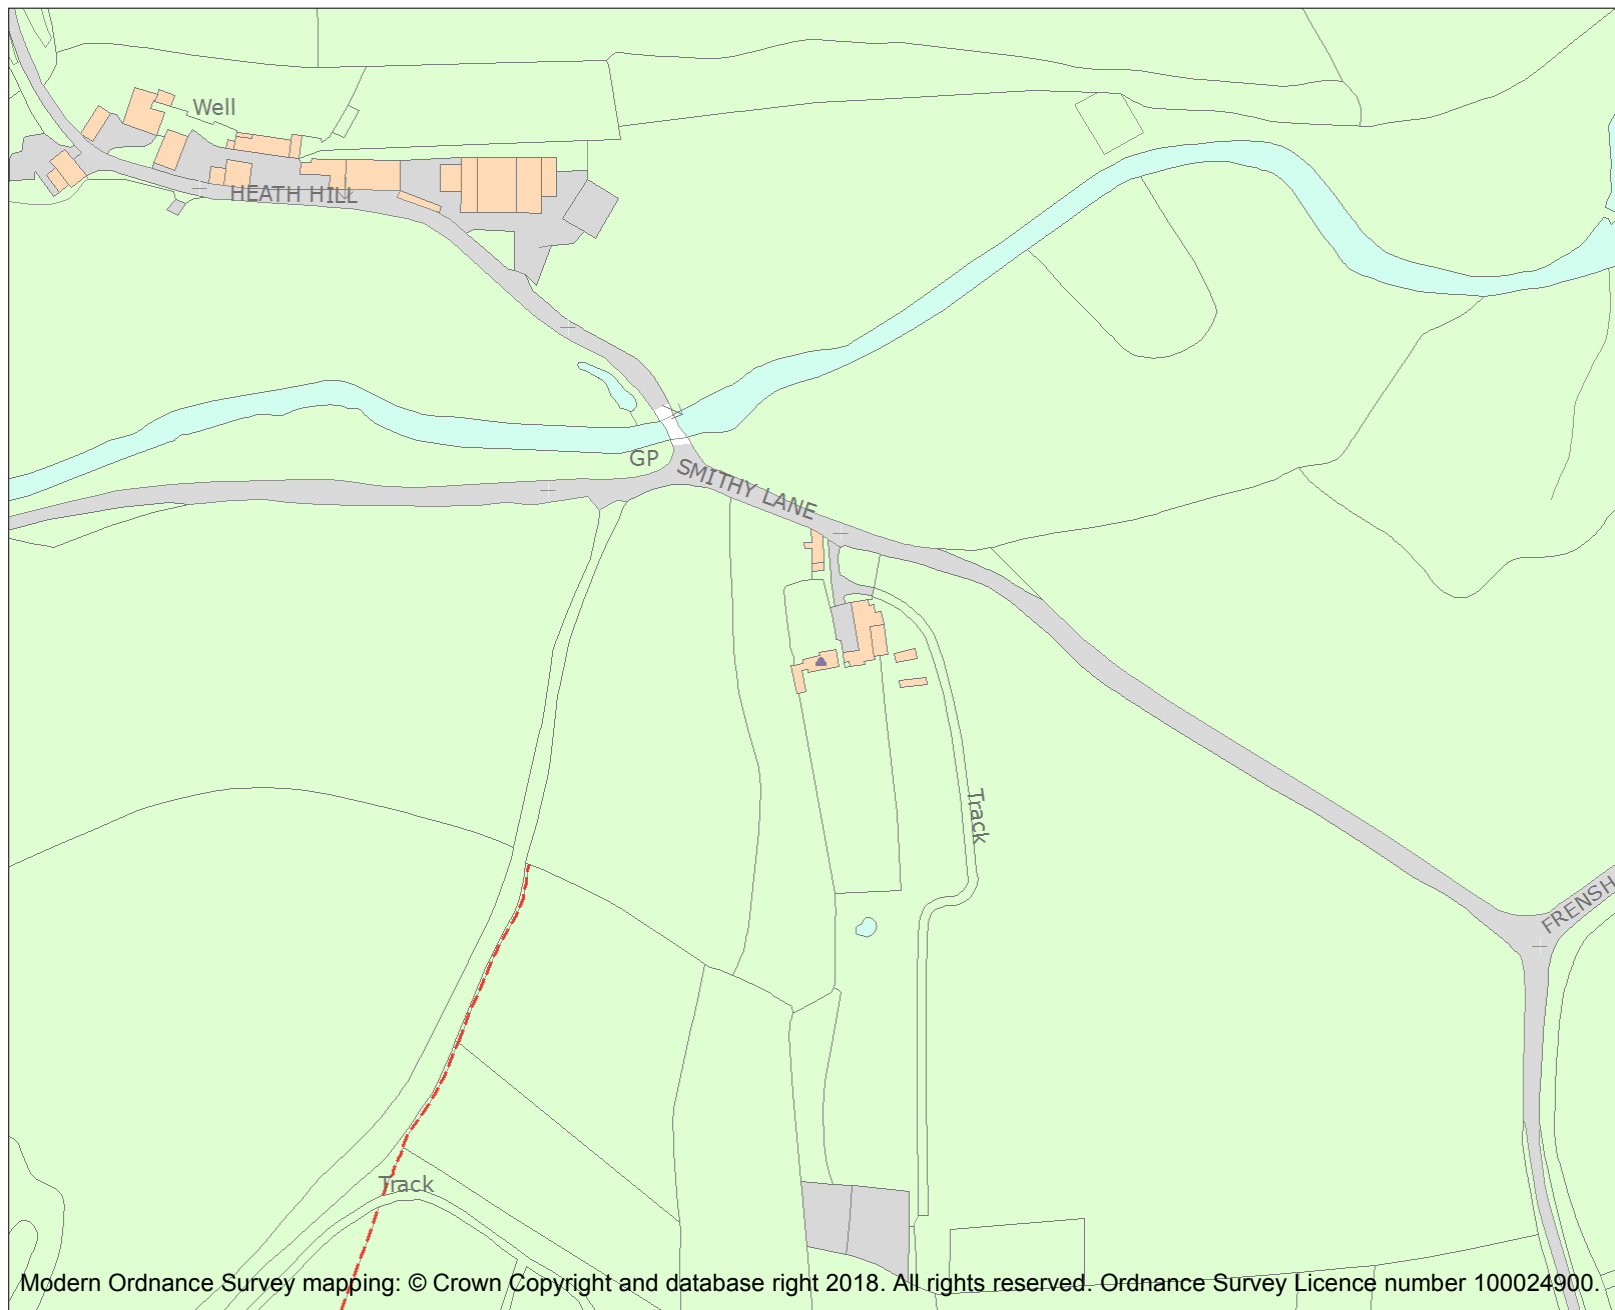 Well
HEATH HILL
GP
SMITHY LANE
Track
FRENSH
Track
Modern Ordnance Survey mapping: © Crown Copyright and database right 2018. All rights reserved. Ordnance Survey Licence number 100024900.